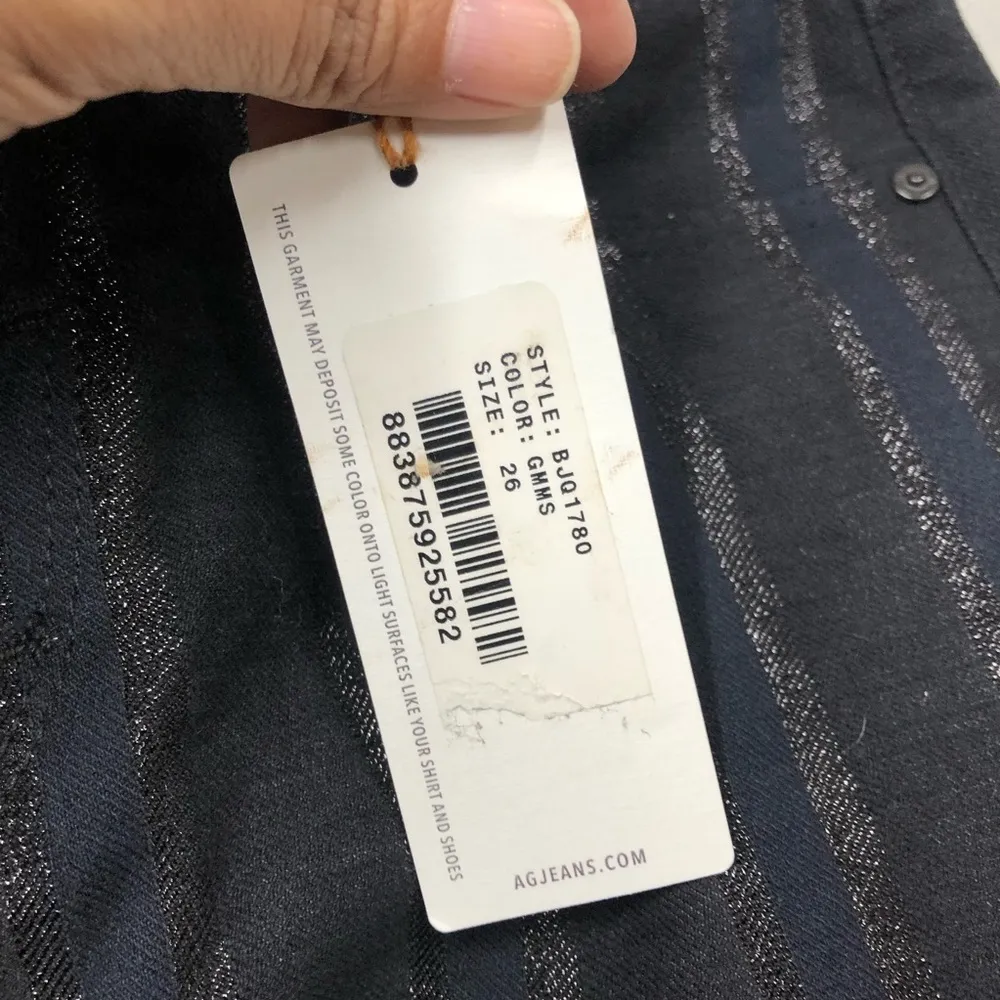 THIS GARMENT MAY DEPOSIT SOME COLOR ONTO LIGHT SURFACES LIKE YOUR SHIRT AND SHOES
STYLE: BJQ1780
COLOR: GMMS
SIZE: 26
883875925582
AGJEANS.COM